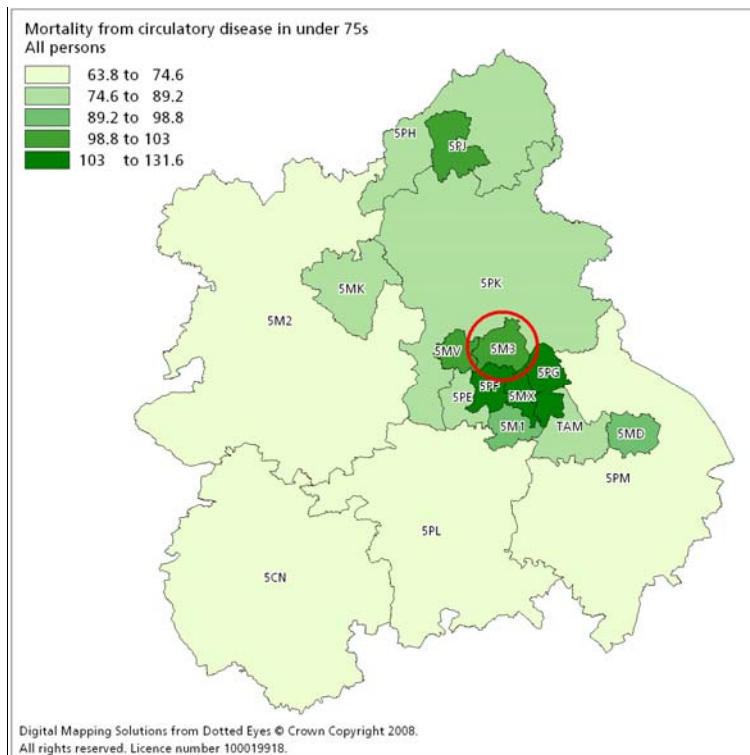 Mortality from circulatory disease in under 75s
All persons
63.8 to 74.6
74.6 to 89.2
89.2 to 98.8
98.8 to 103
103 to 131.6
5PH
5PJ
5MK
5PK
5M2
5MV
5M3
5PG
5PF
5PE
5MX
5M1
TAM
5MD
5PM
5PL
5CN
Digital Mapping Solutions from Dotted Eyes © Crown Copyright 2008.
All rights reserved. Licence number 100019918.